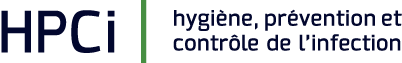 HPCi
hygiène, prévention et
contrôle de l'infection